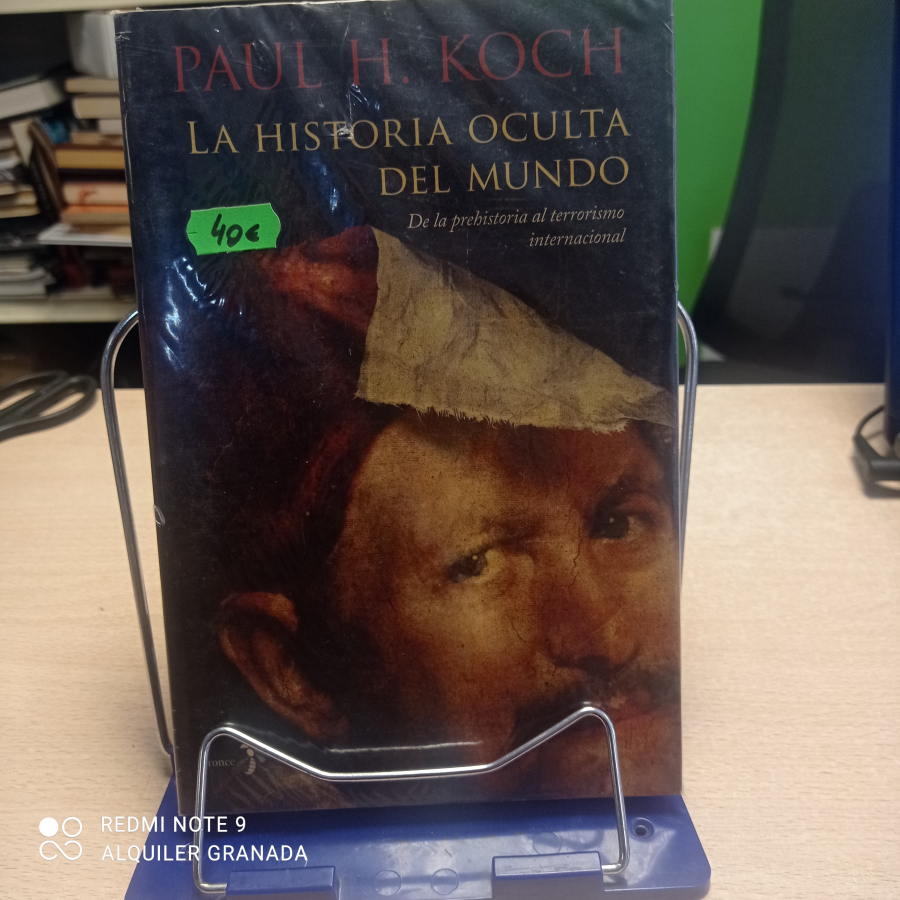 PAUL H. KOCH
LA HISTORIA OCULTA
DEL MUNDO
De la prehistoria al terrorismo
internacional
40€
ronce
REDMI NOTE 9
ALQUILER GRANADA